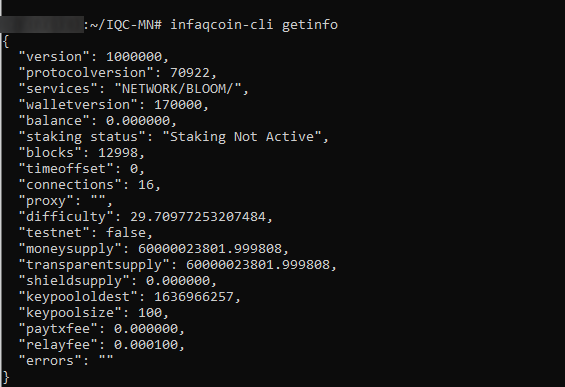 :~/IQC-MN# infaqcoin-cli getinfo
{
"version": 1000000,
"protocolversion": 70922,
"services": "NETWORK/BLOOM/",
"walletversion": 170000,
"balance": 0.000000,
"staking status": "Staking Not Active",
"blocks": 12998,
"timeoffset": 0,
"connections": 16,
"proxy": "",
"difficulty": 29.70977253207484,
"testnet": false,
"moneysupply": 60000023801.999808,
"transparentsupply": 60000023801.999808,
"shieldsupply": 0.000000,
"keypoololdest": 1636966257,
"keypoolsize": 100,
"paytxfee": 0.000000,
"relayfee": 0.000100,
"errors": ""
}